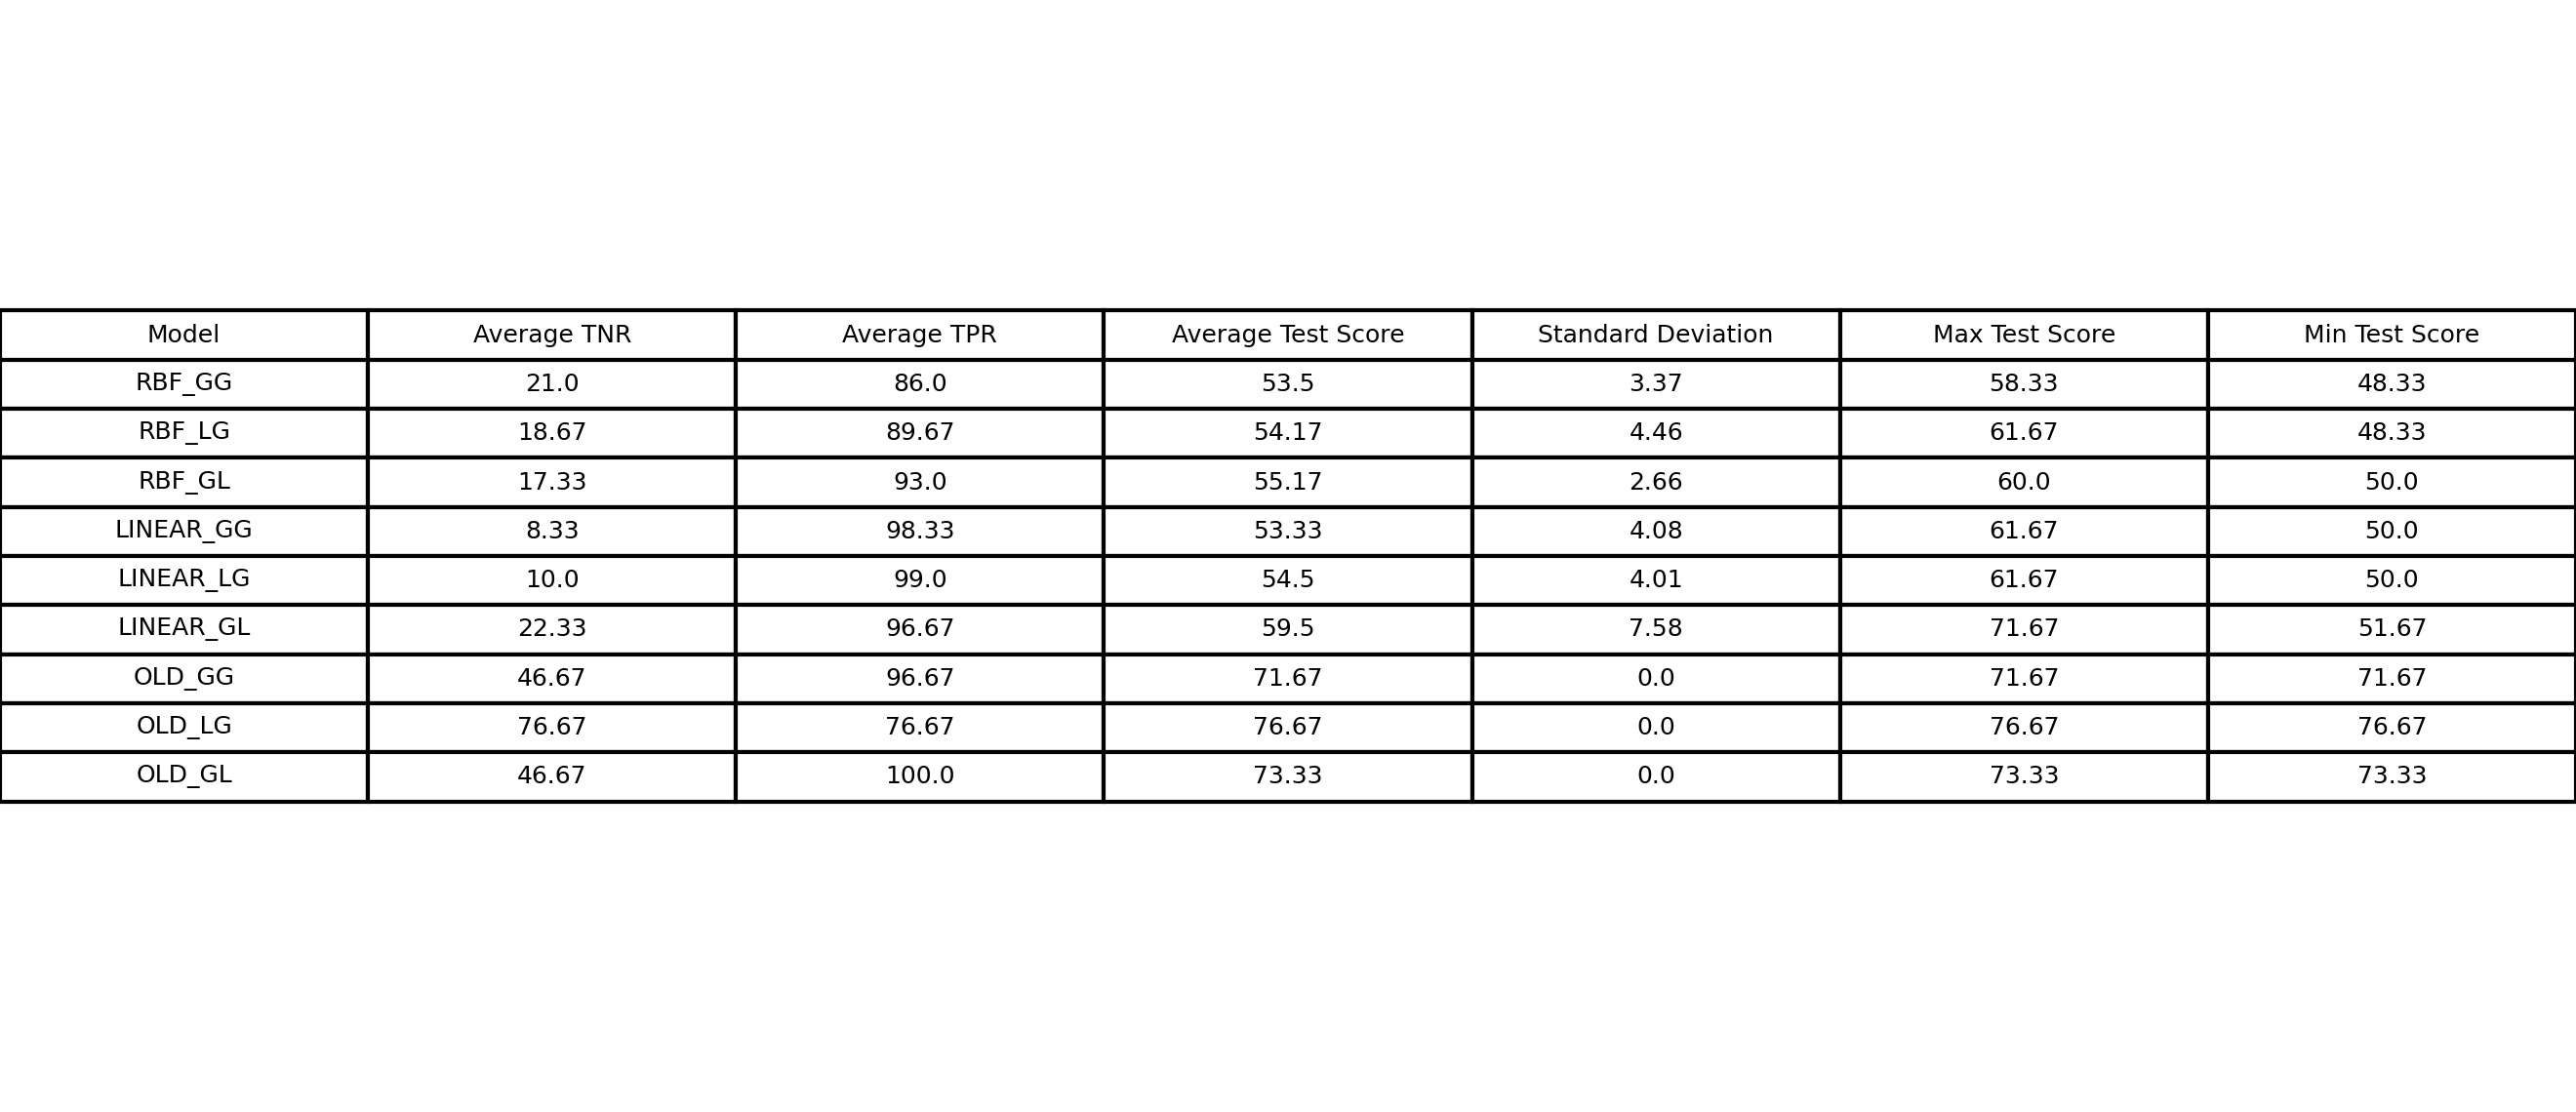 Model Average TNR Average TPR Average Test Score Standard Deviation Max Test Score Min Test Score
RBF_GG 21.0 86.0 53.5 3.37 58.33 48.33
RBF_LG 18.67 89.67 54.17 4.46 61.67 48.33
RBF_GL 17.33 93.0 55.17 2.66 60.0 50.0
LINEAR_GG 8.33 98.33 53.33 4.08 61.67 50.0
LINEAR_LG 10.0 99.0 54.5 4.01 61.67 50.0
LINEAR_GL 22.33 96.67 59.5 7.58 71.67 51.67
OLD_GG 46.67 96.67 71.67 0.0 71.67 71.67
OLD_LG 76.67 76.67 76.67 0.0 76.67 76.67
OLD_GL 46.67 100.0 73.33 0.0 73.33 73.33